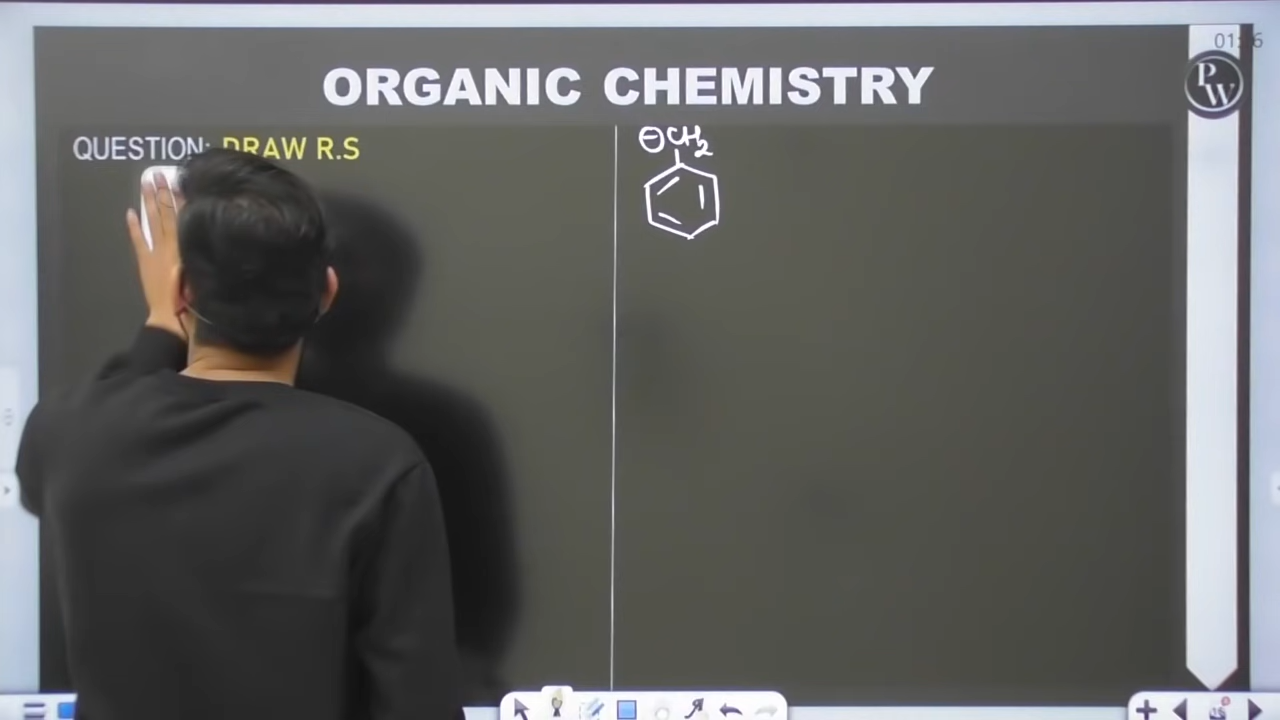 ORGANIC CHEMISTRY
QUESTION: DRAW R.S
⊖CH2
PW